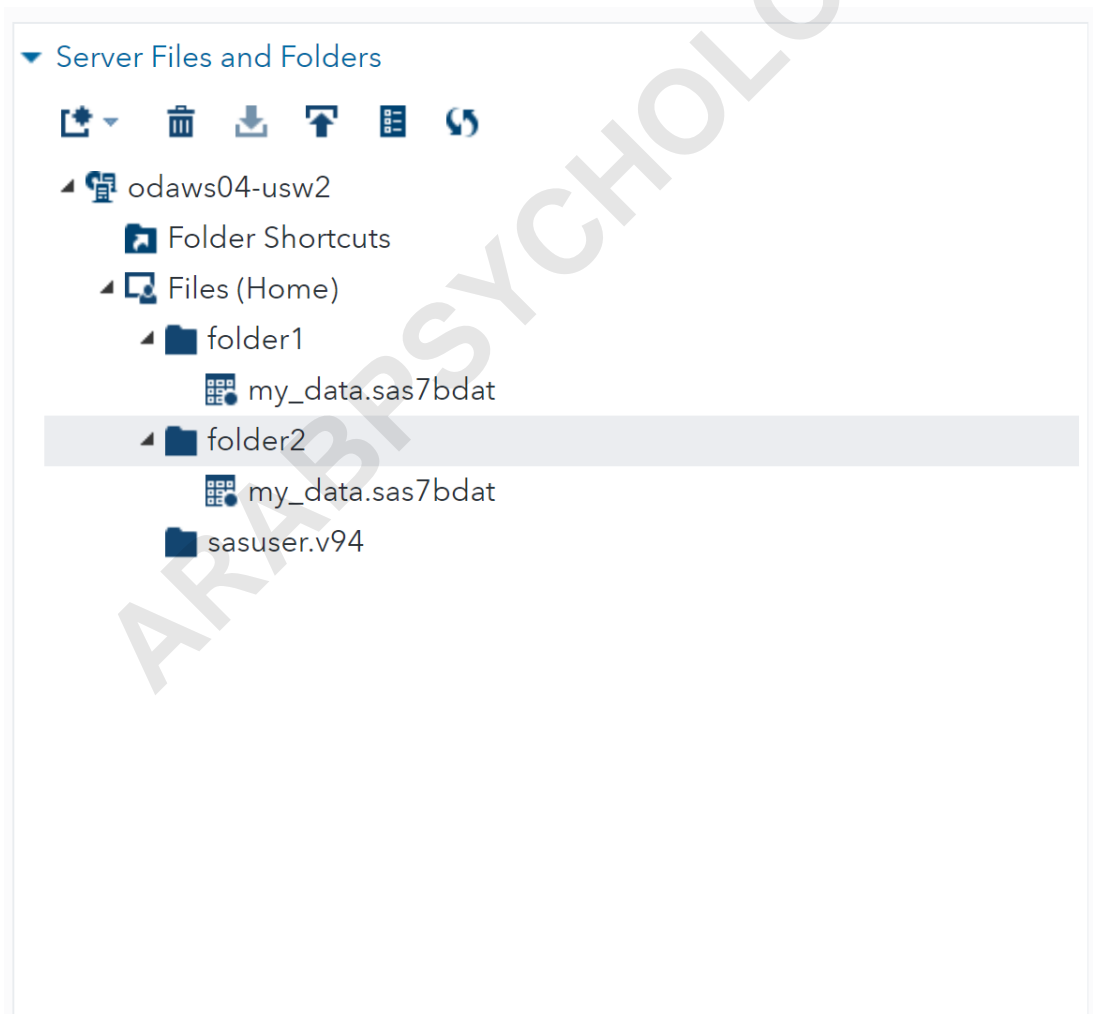 Server Files and Folders
odaws04-usw2
Folder Shortcuts
Files (Home)
folder1
my_data.sas7bdat
folder2
my_data.sas7bdat
sasuser.v94
ARABPSYCHOLO